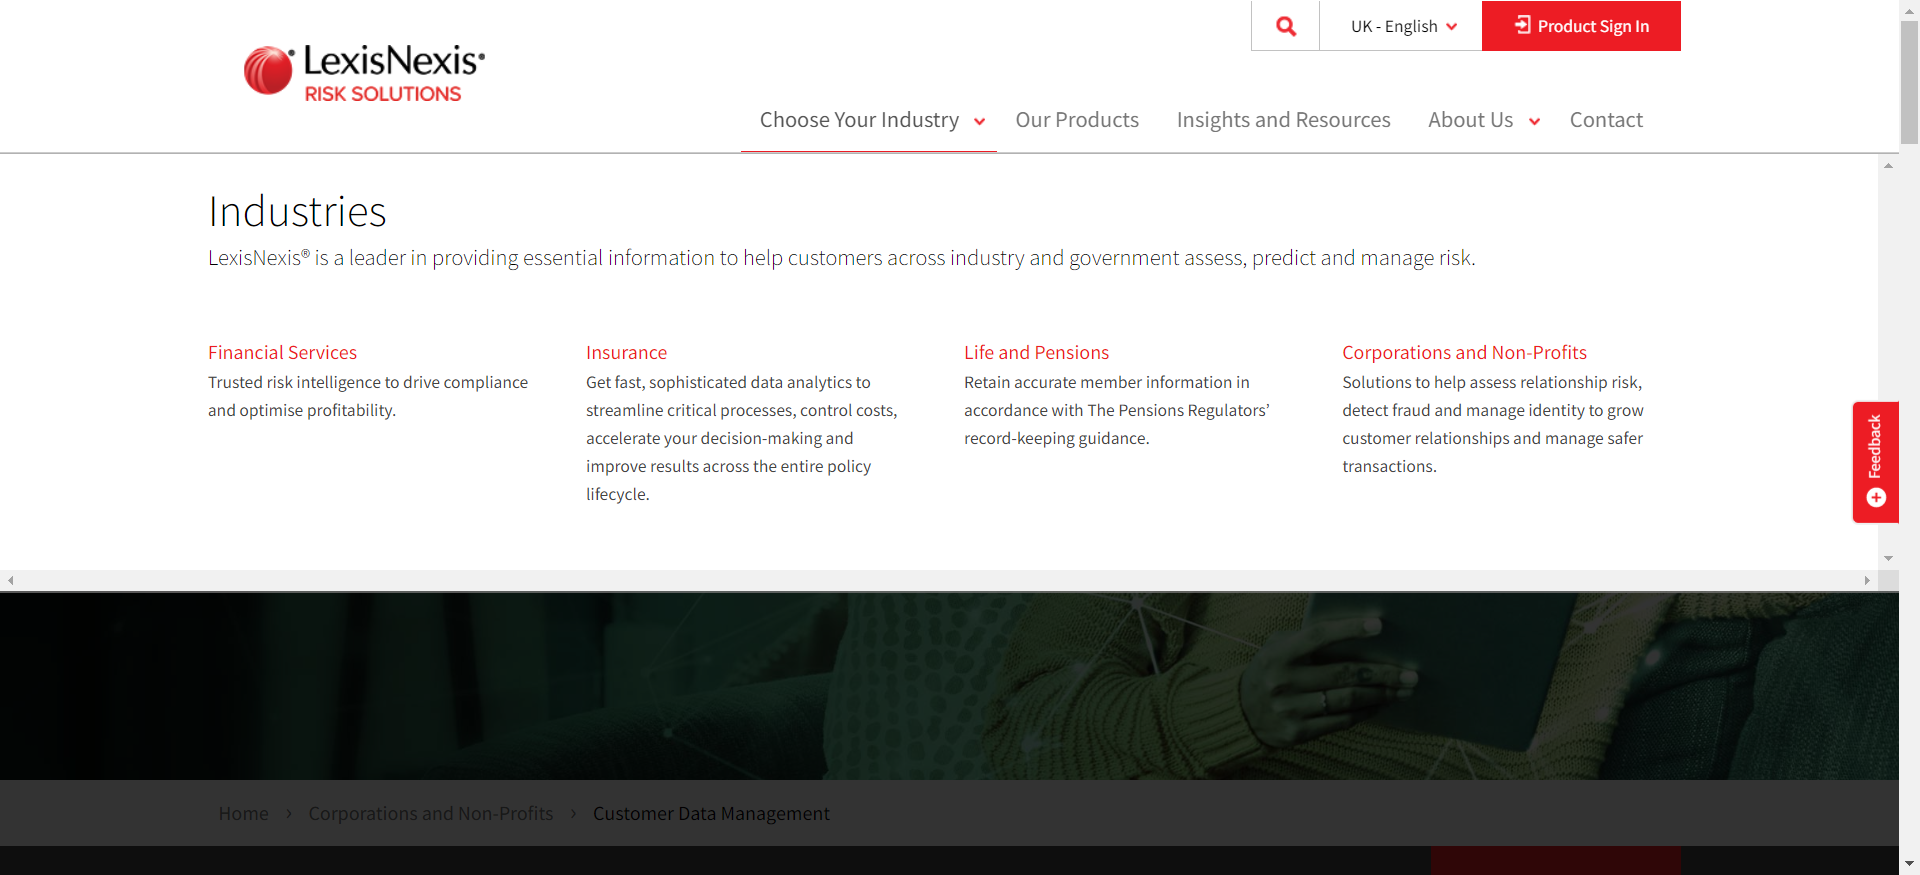 UK - English
Product Sign In
LexisNexis®
RISK SOLUTIONS
Choose Your Industry
Our Products
Insights and Resources
About Us
Contact
Industries
LexisNexis® is a leader in providing essential information to help customers across industry and government assess, predict and manage risk.
Financial Services
Trusted risk intelligence to drive compliance
and optimise profitability.
Insurance
Get fast, sophisticated data analytics to
streamline critical processes, control costs,
accelerate your decision-making and
improve results across the entire policy
lifecycle.
Life and Pensions
Retain accurate member information in
accordance with The Pensions Regulators’
record-keeping guidance.
Corporations and Non-Profits
Solutions to help assess relationship risk,
detect fraud and manage identity to grow
customer relationships and manage safer
transactions.
Feedback
Home › Corporations and Non-Profits › Customer Data Management